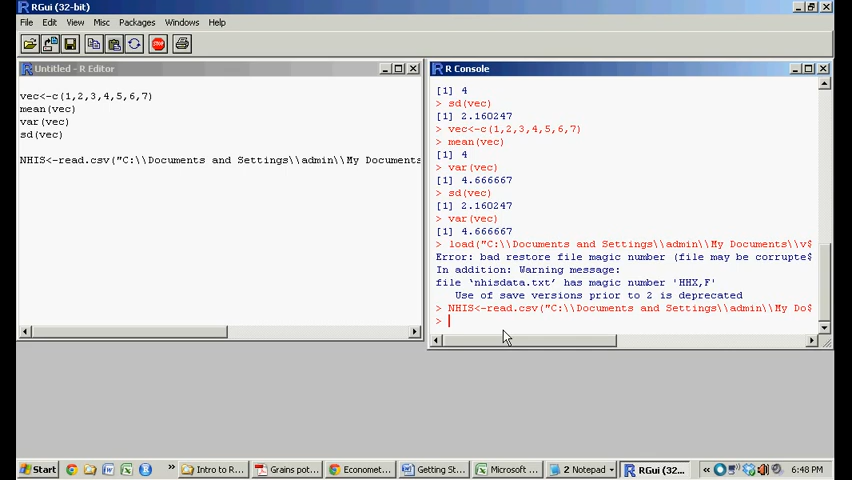 RGui (32-bit)
File Edit View Misc Packages Windows Help
Untitled - R Editor
vec<-c(1,2,3,4,5,6,7)
mean(vec)
var(vec)
sd(vec)
NHIS<-read.csv("C:\\Documents and Settings\\admin\\My Documents
R Console
[1] 4
> sd(vec)
[1] 2.160247
> vec<-c(1,2,3,4,5,6,7)
> mean(vec)
[1] 4
> var(vec)
[1] 4.666667
> sd(vec)
[1] 2.160247
> var(vec)
[1] 4.666667
> load("C:\\Documents and Settings\\admin\\My Documents\\v$
Error: bad restore file magic number (file may be corrupte$
In addition: Warning message:
file ‘nhisdata.txt’ has magic number 'HHX,F'
Use of save versions prior to 2 is deprecated
> NHIS<-read.csv("C:\\Documents and Settings\\admin\\My Do$
>
Start » Intro to R... Grains pot... Economet... Getting St... Microsoft ... 2 Notepad RGui (32... « 6:48 PM